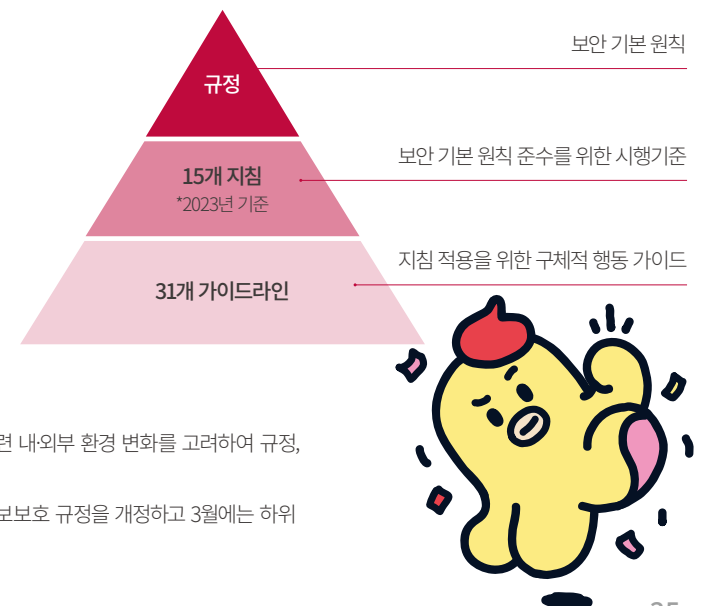 보안 기본 원칙
규정
보안 기본 원칙 준수를 위한 시행기준
15개 지침
*2023년 기준
지침 적용을 위한 구체적 행동 가이드
31개 가이드라인
내·외부 환경 변화를 고려하여 규정,
규정을 개정하고 3월에는 하위